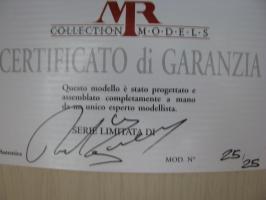 MR
COLLECTION MODELS
CERTIFICATO di GARANZIA
Questo modello è stato progettato e
assemblato completamente a mano
da un unico esperto modellista.
SERIE LIMITATA DI
Autentica
MOD. N° 25/25